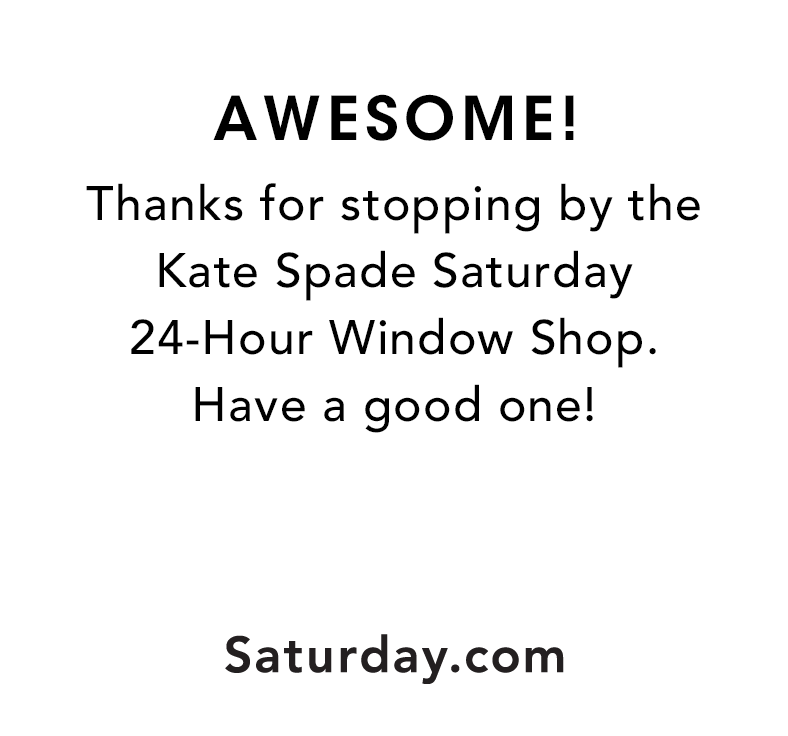 AWESOME!
Thanks for stopping by the
Kate Spade Saturday
24-Hour Window Shop.
Have a good one!
Saturday.com